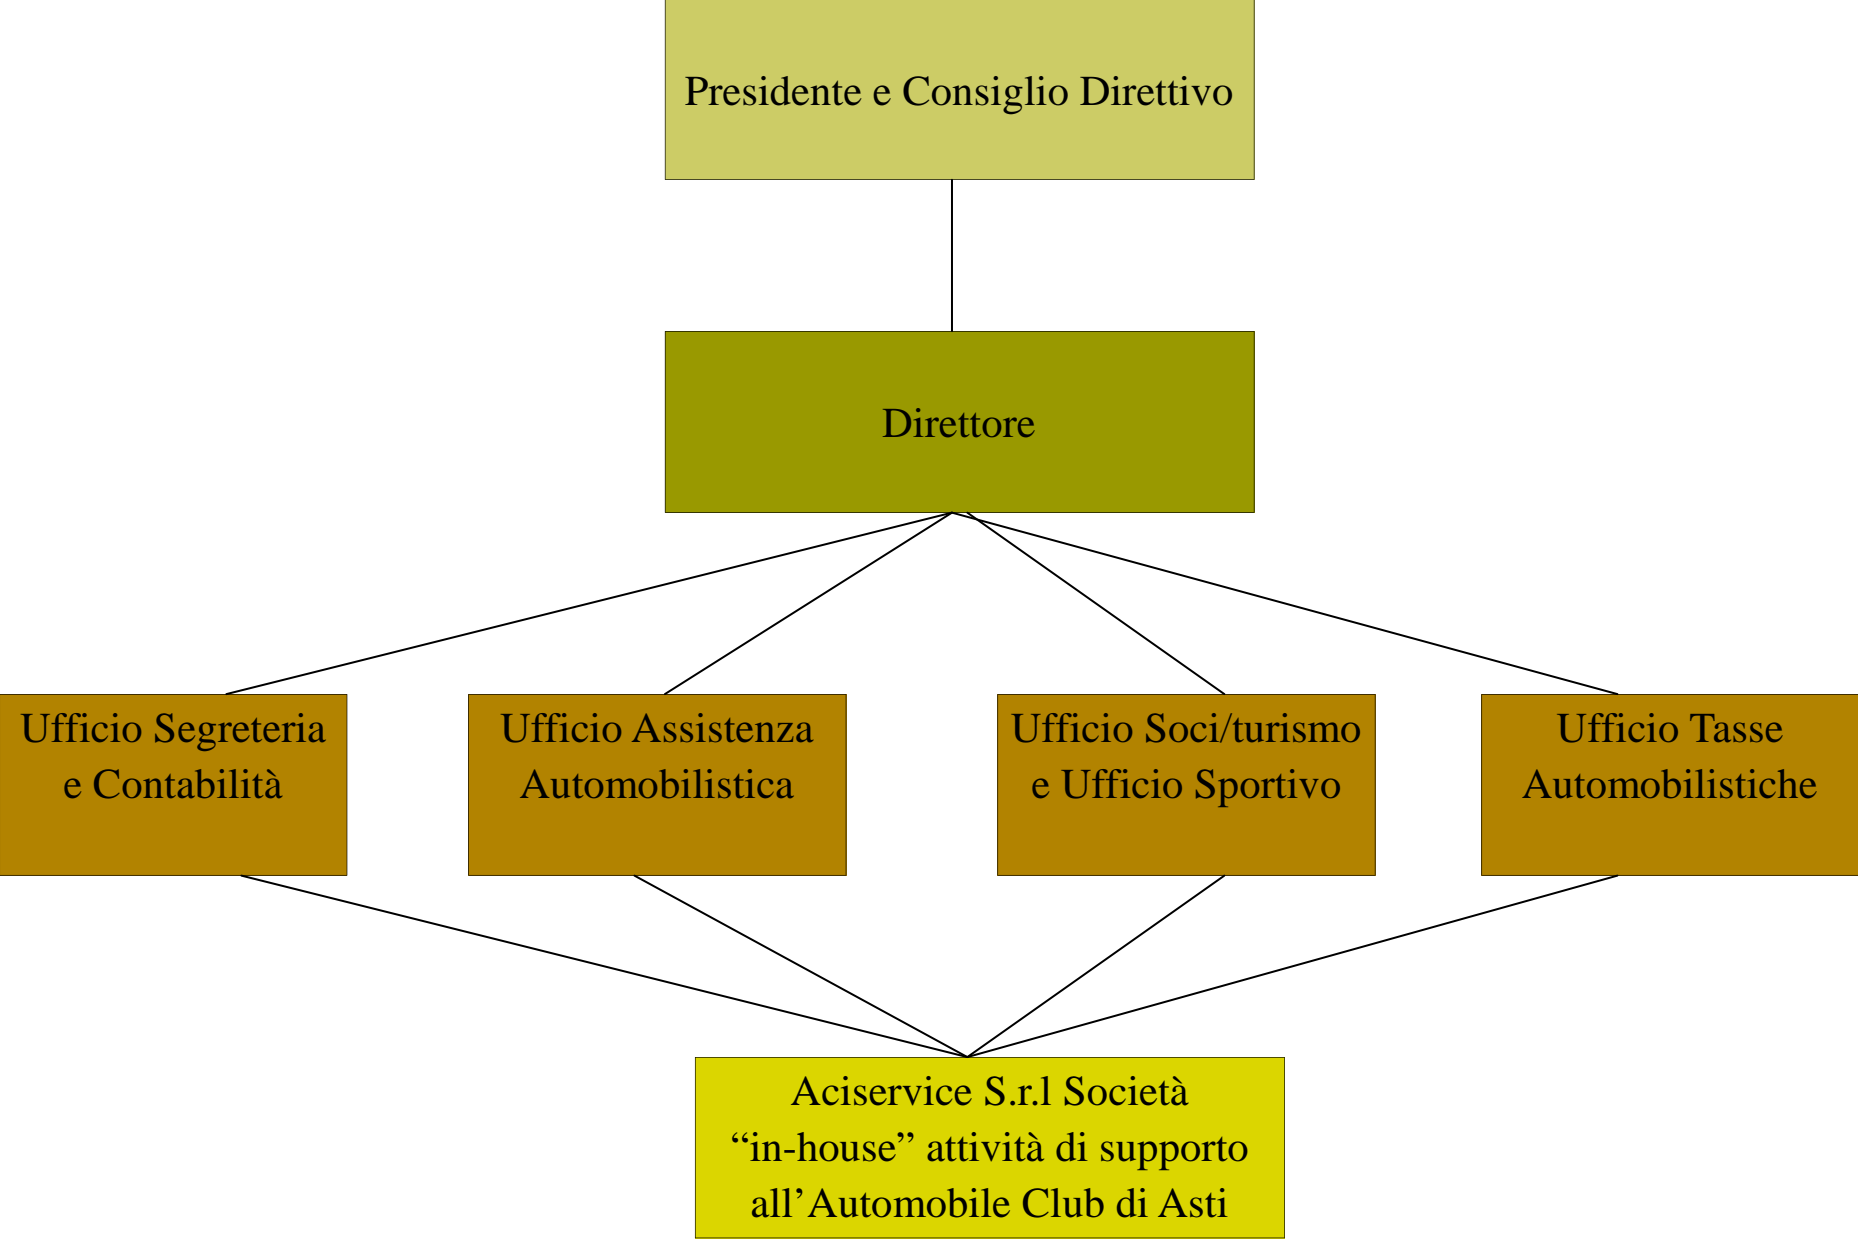 Presidente e Consiglio Direttivo
Direttore
Ufficio Segreteria
e Contabilità
Ufficio Assistenza
Automobilistica
Ufficio Soci/turismo
e Ufficio Sportivo
Ufficio Tasse
Automobilistiche
Aciservice S.r.l Società
“in-house” attività di supporto
all’Automobile Club di Asti